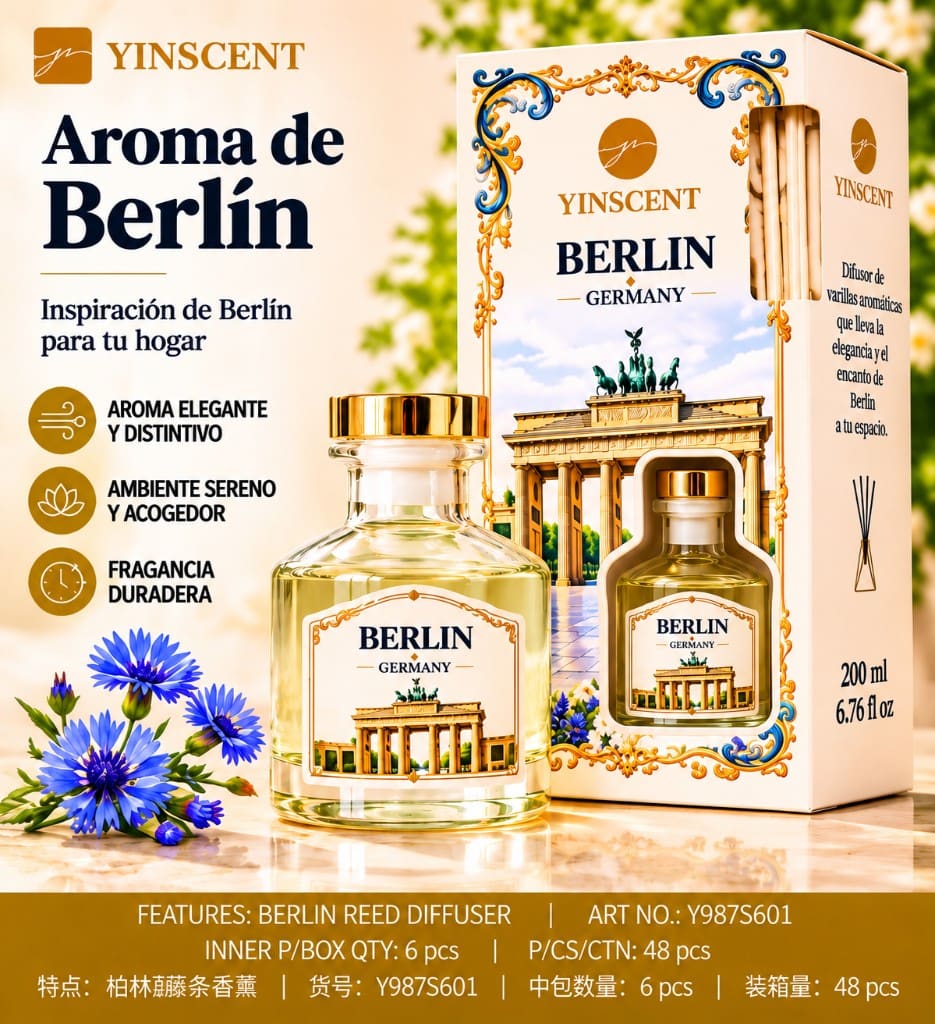 YINSCENT
Aroma de
Berlín
Inspiración de Berlín
para tu hogar
AROMA ELEGANTE
Y DISTINTIVO
AMBIENTE SERENO
Y ACOGEDOR
FRAGANCIA
DURADERA
YINSCENT
BERLIN
GERMANY
YINSCENT
Difusor de
varillas aromáticas
que lleva la
elegancia y el
encanto de
Berlin
a tu espacio.
200 ml
6.76 fl oz
BERLIN
GERMANY
BERLIN
GERMANY
FEATURES: BERLIN REED DIFFUSER | ART NO.: Y987S601
INNER P/BOX QTY: 6 pcs | P/CS/CTN: 48 pcs
特点：柏林藤条香薰 | 货号：Y987S601 | 中包数量：6 pcs | 装箱量：48 pcs